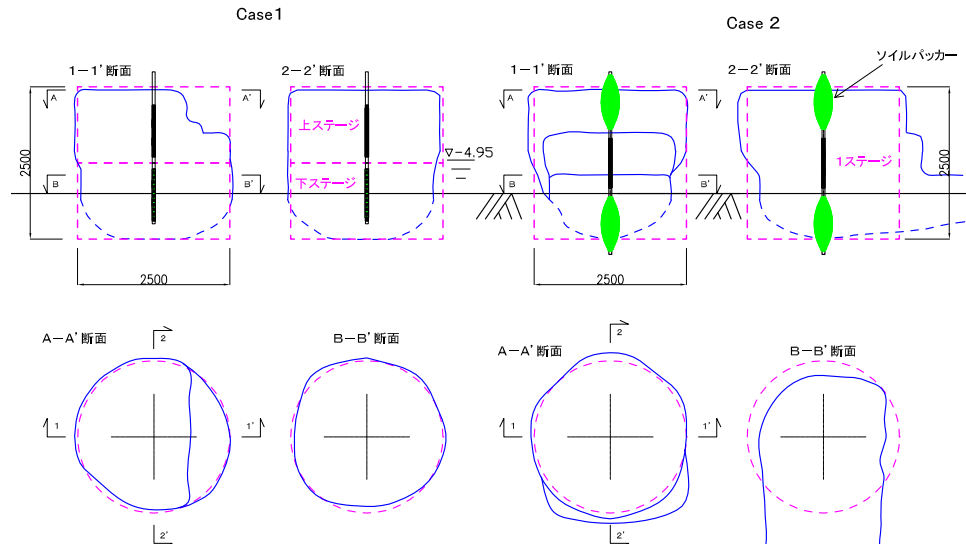 Case1
Case 2
1-1'断面
2-2'断面
1-1'断面
2-2'断面
ソイルパッカー
A
A'
A
A'
上ステージ
下ステージ
1ステージ
2500
▽-4.95
2500
B
B'
B
B'
2500
2500
A-A'断面
B-B'断面
A-A'断面
B-B'断面
2
2
1
1'
1
1'
2'
2'